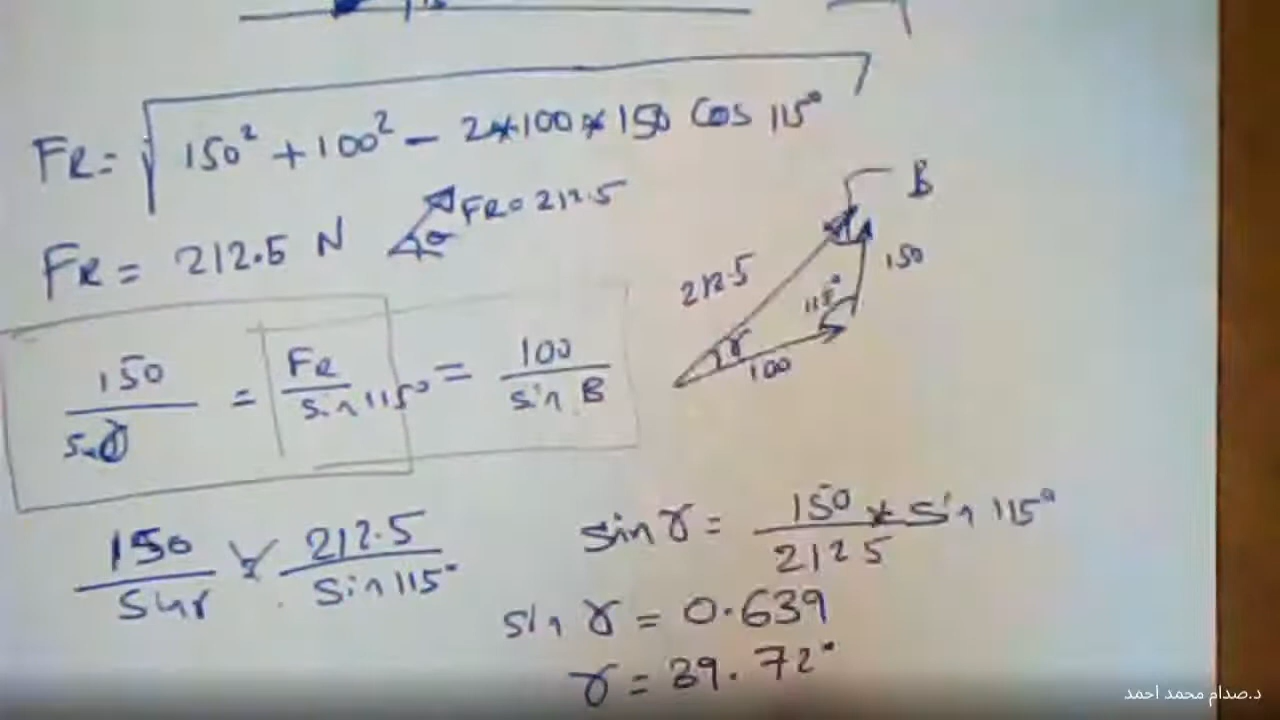 FR = √150² + 100² - 2*100*150 Cos 115°
FR = 212.5 N
FR = 212.5
θ
B
212.5
150
115°
γ
100
150/sin γ = FR/sin 115° = 100/sin B
150/sin γ × 212.5/sin 115°
sin γ = 150 * sin 115° / 212 5
sin γ = 0.639
γ = 39.72°
د.صدام محمد احمد